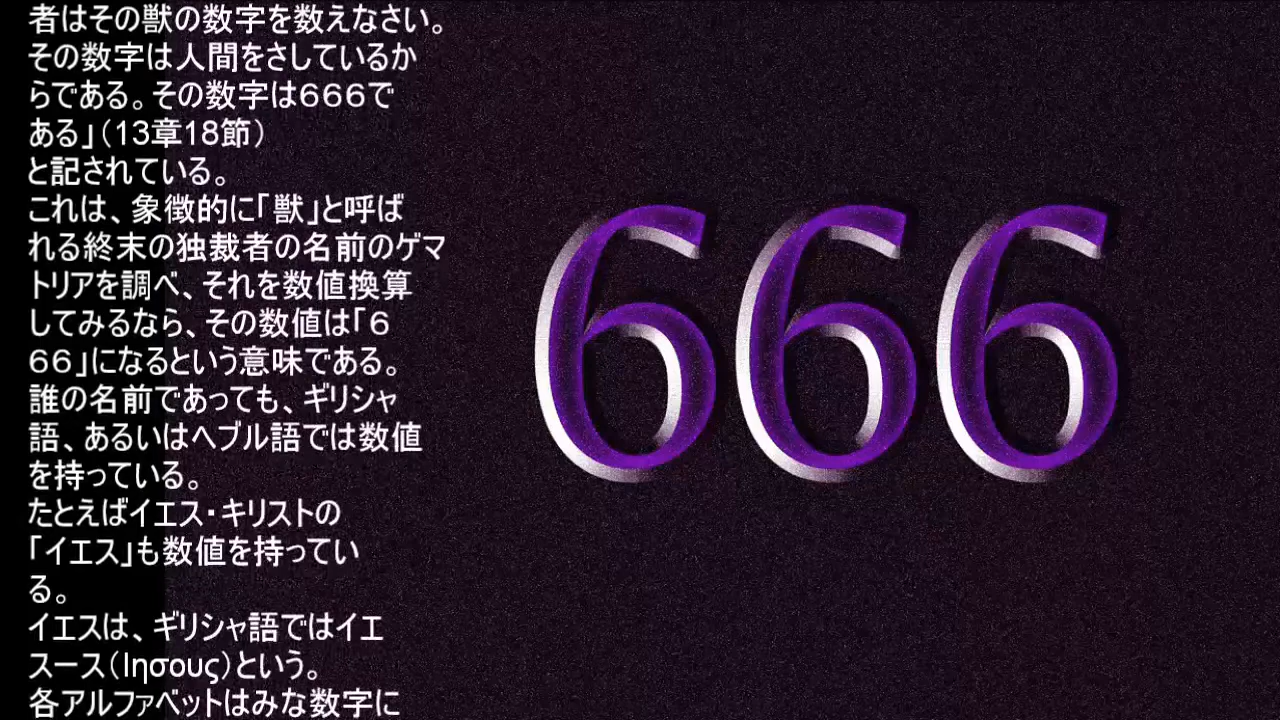 者はその獣の数字を数えなさい。
その数字は人間をさしているか
らである。その数字は６６６で
ある」（13章18節）
と記されている。
これは、象徴的に「獣」と呼ば
れる終末の独裁者の名前のゲマ
トリアを調べ、それを数値換算
してみるなら、その数値は「６
６６」になるという意味である。
誰の名前であっても、ギリシャ
語、あるいはヘブル語では数値
を持っている。
たとえばイエス・キリストの
「イエス」も数値を持ってい
る。
イエスは、ギリシャ語ではイエ
スース（Ιησους）という。
各アルファベットはみな数字に
666